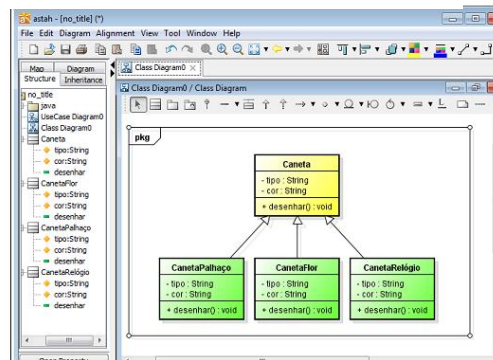 astah - [no_title] (*)
File Edit Diagram Alignment View Tool Window Help
Map Diagram
Structure Inheritance
no_title
java
UseCase Diagram0
Class Diagram0
Caneta
tipo:String
cor:String
desenhar
CanetaFlor
tipo:String
cor:String
desenhar
CanetaPalhaço
tipo:String
cor:String
desenhar
CanetaRelógio
tipo:String
cor:String
desenhar
Class Diagram0
Class Diagram0 / Class Diagram
pkg
Caneta
- tipo : String
- cor : String
+ desenhar() : void
CanetaPalhaço
- tipo : String
- cor : String
+ desenhar() : void
CanetaFlor
- tipo : String
- cor : String
+ desenhar() : void
CanetaRelógio
- tipo : String
- cor : String
+ desenhar() : void